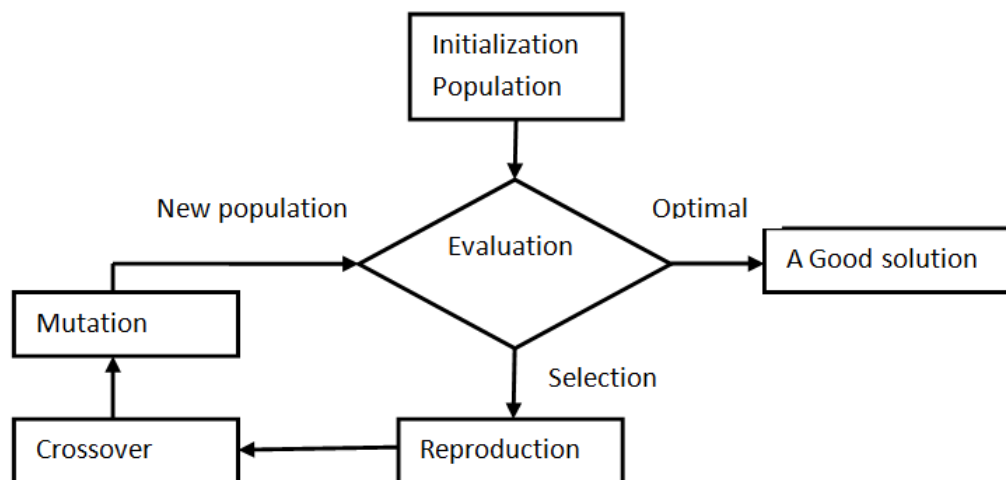 Initialization
Population
New population
Optimal
Evaluation
A Good solution
Mutation
Selection
Crossover
Reproduction